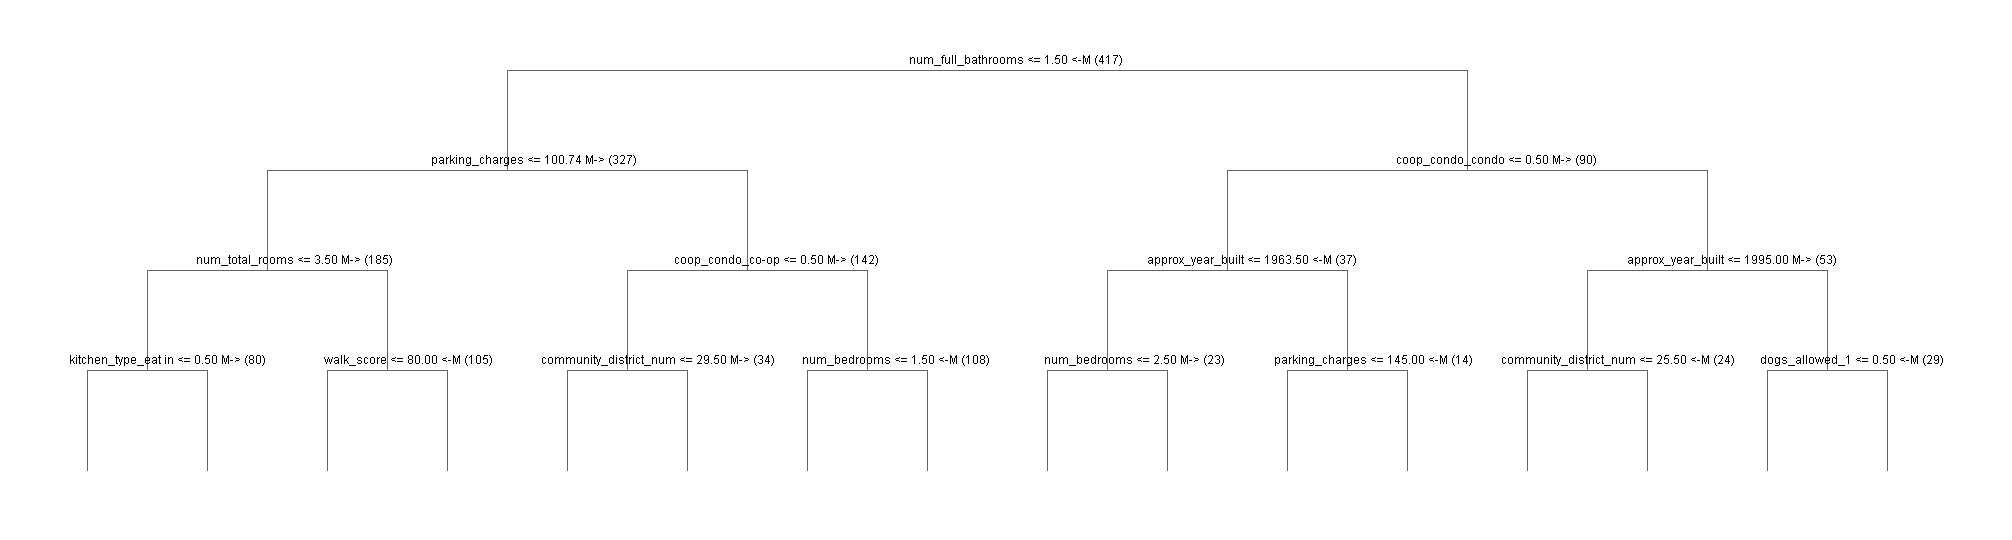 num_full_bathrooms <= 1.50 <-M (417)
parking_charges <= 100.74 M-> (327)
coop_condo_condo <= 0.50 M-> (90)
num_total_rooms <= 3.50 M-> (185)
coop_condo_co-op <= 0.50 M-> (142)
approx_year_built <= 1963.50 <-M (37)
approx_year_built <= 1995.00 M-> (53)
kitchen_type_eat in <= 0.50 M-> (80)
walk_score <= 80.00 <-M (105)
community_district_num <= 29.50 M-> (34)
num_bedrooms <= 1.50 <-M (108)
num_bedrooms <= 2.50 M-> (23)
parking_charges <= 145.00 <-M (14)
community_district_num <= 25.50 <-M (24)
dogs_allowed_1 <= 0.50 <-M (29)